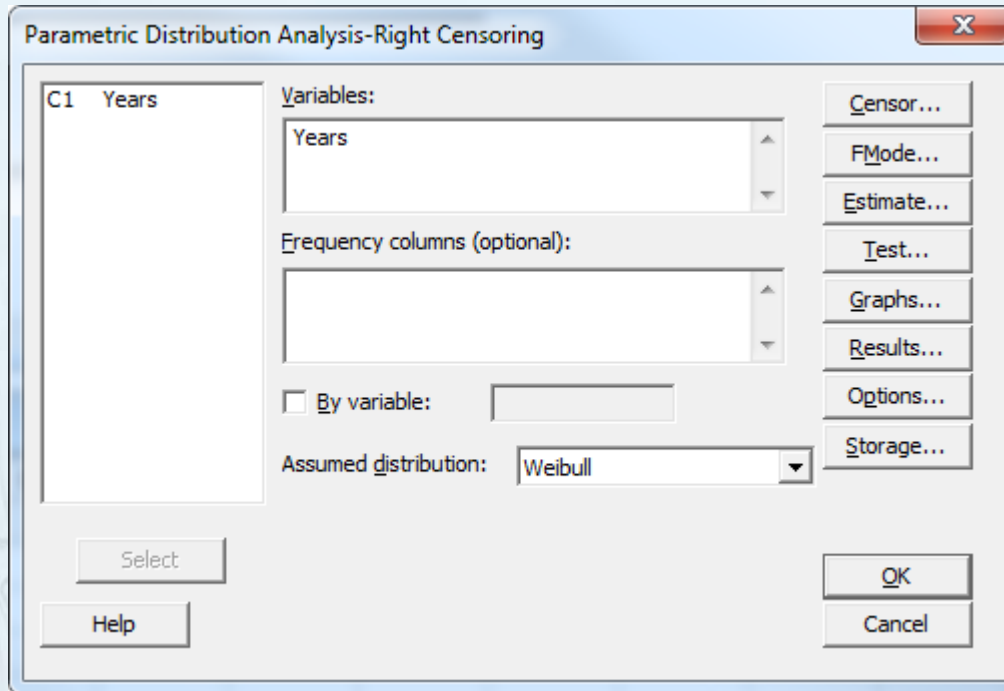 Parametric Distribution Analysis-Right Censoring
C1 Years
Variables:
Years
Frequency columns (optional):
By variable:
Assumed distribution:
Weibull
Censor...
FMode...
Estimate...
Test...
Graphs...
Results...
Options...
Storage...
Select
Help
OK
Cancel